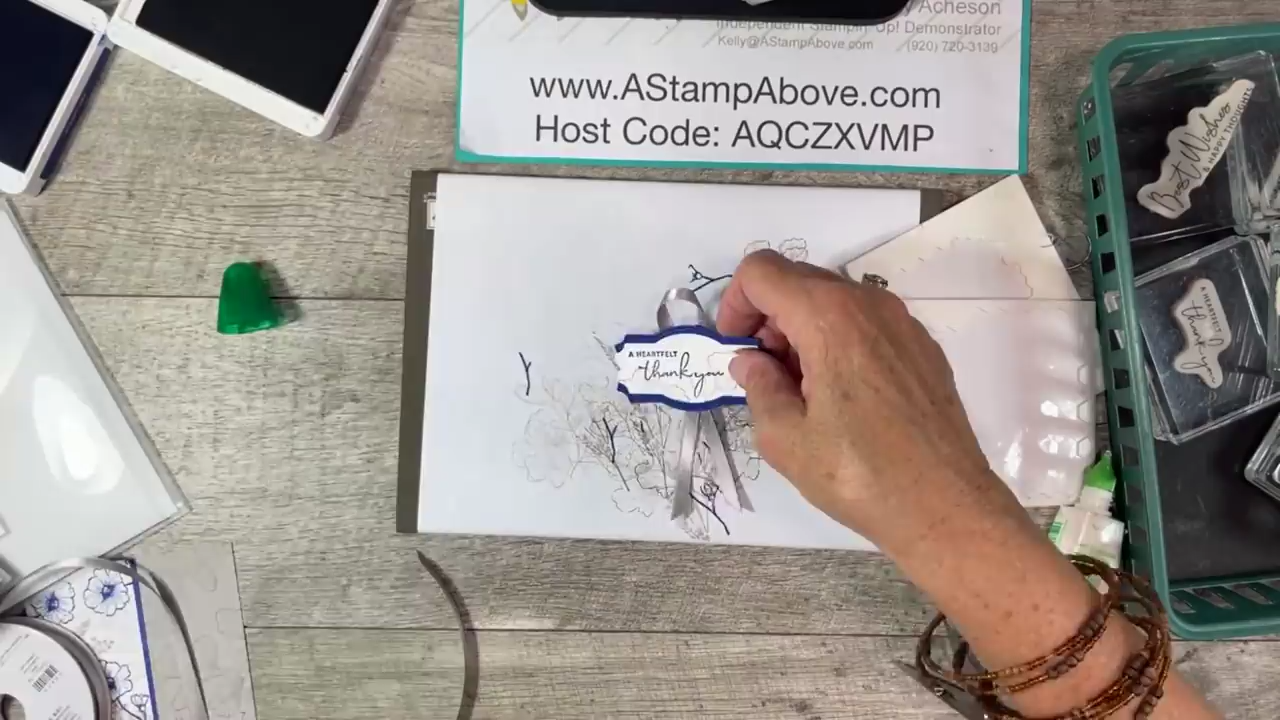 Acheson
Independent Stampin' Up! Demonstrator
Kelly@AStampAbove.com (920) 720-3139
www.AStampAbove.com
Host Code: AQCZXVMP
Best Wishes
& HAPPY THOUGHTS
A HEARTFELT
thank you
A HEARTFELT
thank you